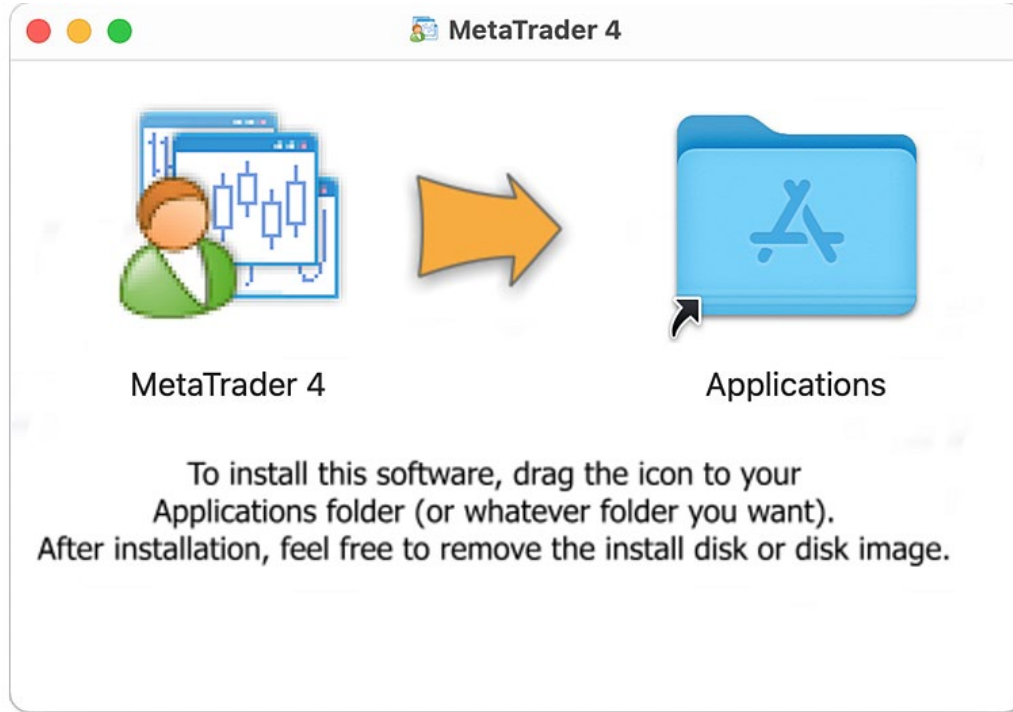 MetaTrader 4
MetaTrader 4
Applications
To install this software, drag the icon to your
Applications folder (or whatever folder you want).
After installation, feel free to remove the install disk or disk image.